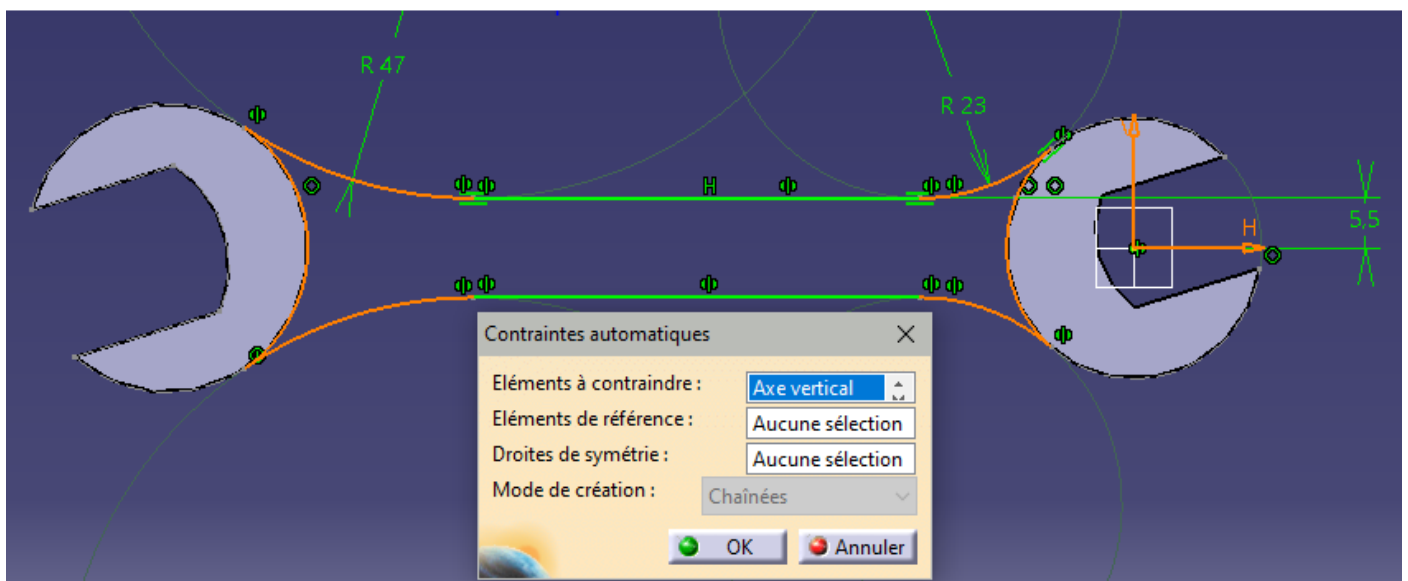 R 47
R 23
V
H
H
5,5
Contraintes automatiques
Eléments à contraindre :
Axe vertical
Eléments de référence :
Aucune sélection
Droites de symétrie :
Aucune sélection
Mode de création :
Chaînées
OK
Annuler